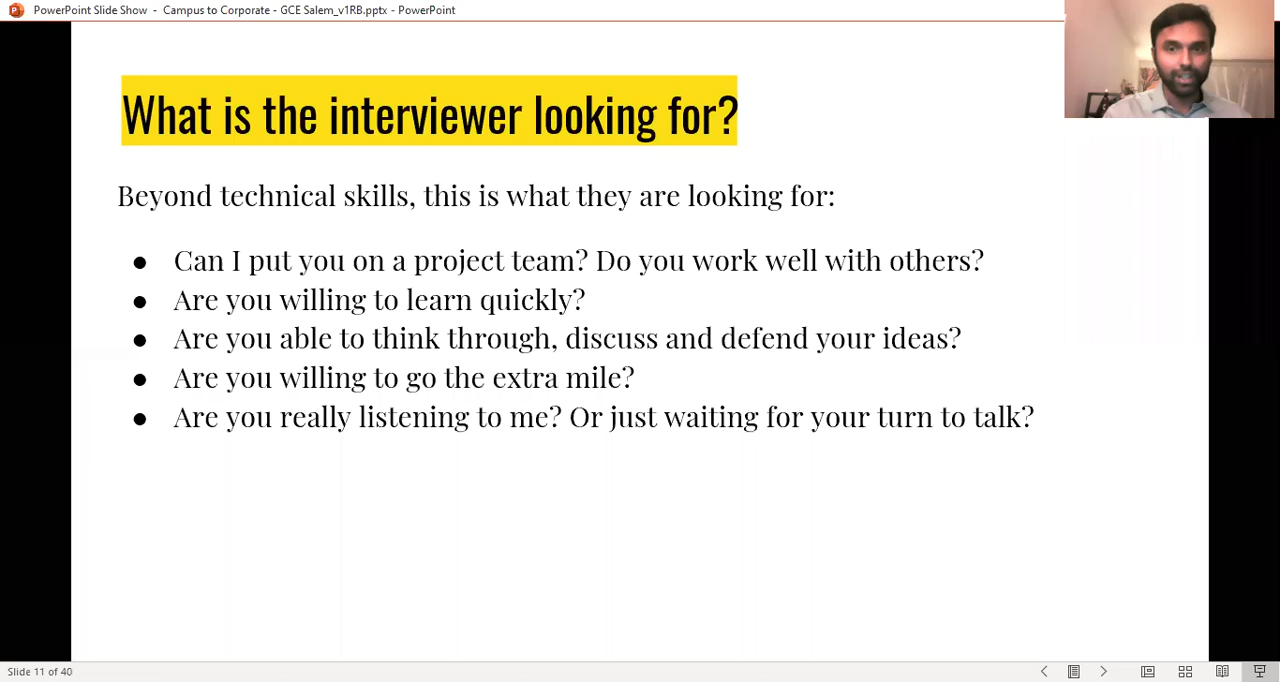 PowerPoint Slide Show - Campus to Corporate - GCE Salem_v1RB.pptx - PowerPoint
What is the interviewer looking for?
Beyond technical skills, this is what they are looking for:
● Can I put you on a project team? Do you work well with others?
● Are you willing to learn quickly?
● Are you able to think through, discuss and defend your ideas?
● Are you willing to go the extra mile?
● Are you really listening to me? Or just waiting for your turn to talk?
Slide 11 of 40